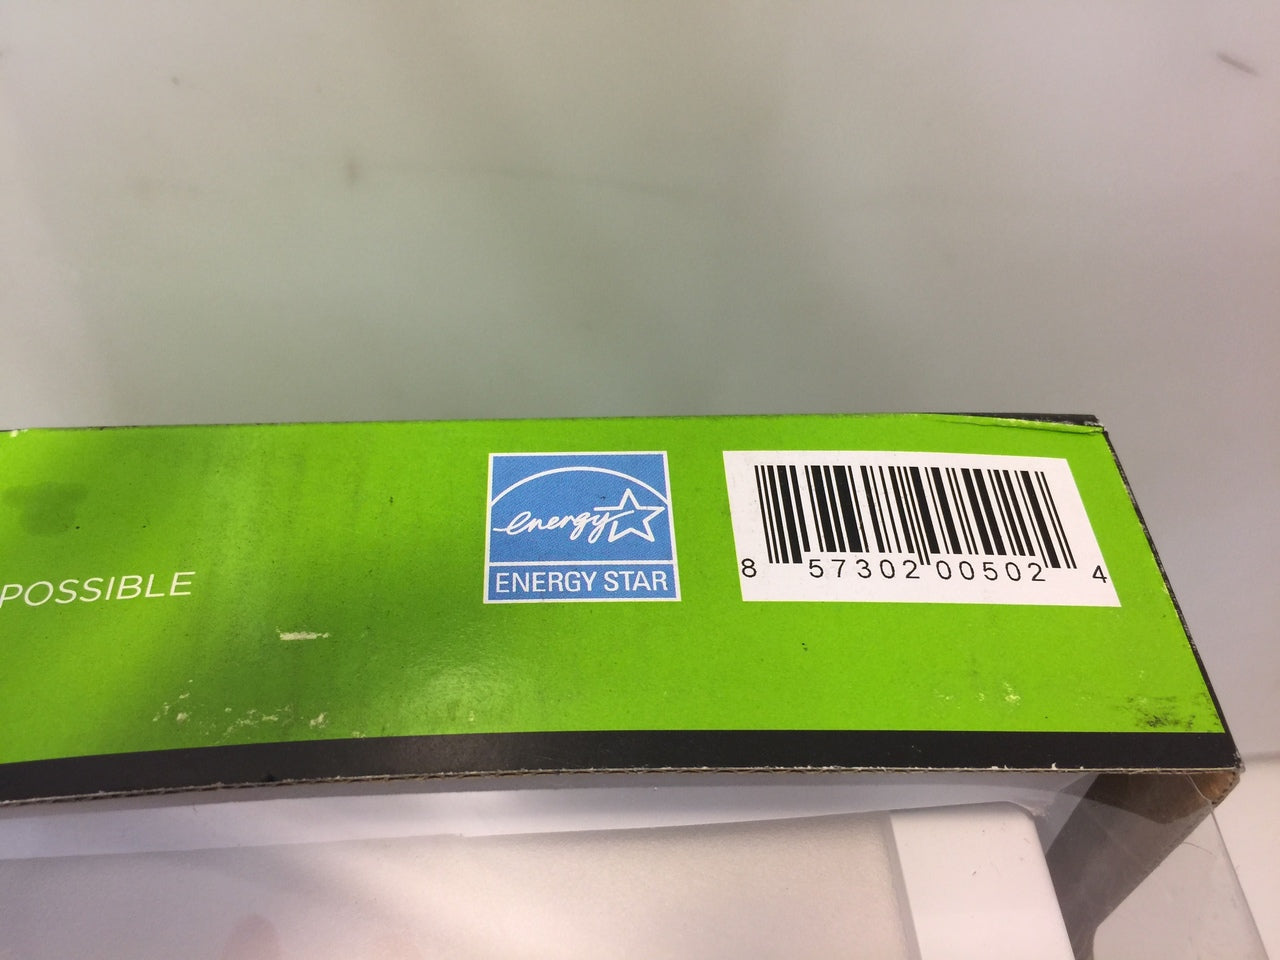 POSSIBLE
energy
ENERGY STAR
8 57302 00502 4